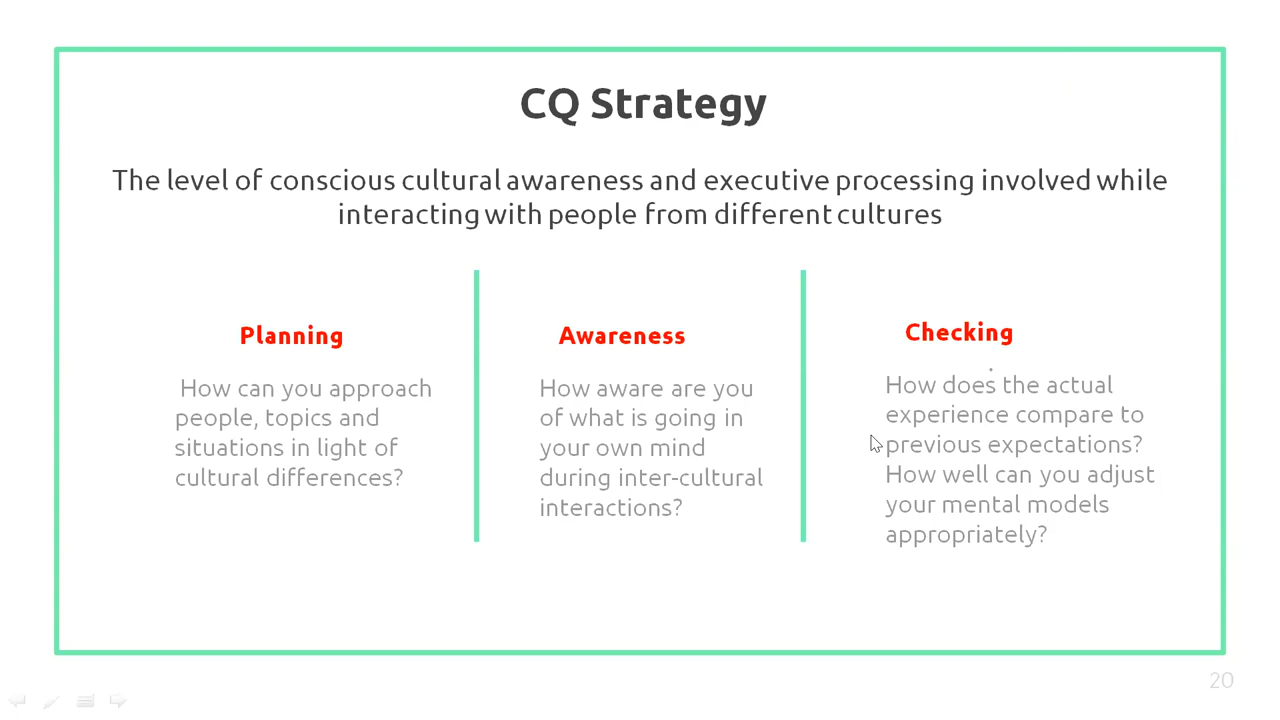 CQ Strategy
The level of conscious cultural awareness and executive processing involved while
interacting with people from different cultures
Planning
How can you approach
people, topics and
situations in light of
cultural differences?
Awareness
How aware are you
of what is going in
your own mind
during inter-cultural
interactions?
Checking
.
How does the actual
experience compare to
previous expectations?
How well can you adjust
your mental models
appropriately?
20